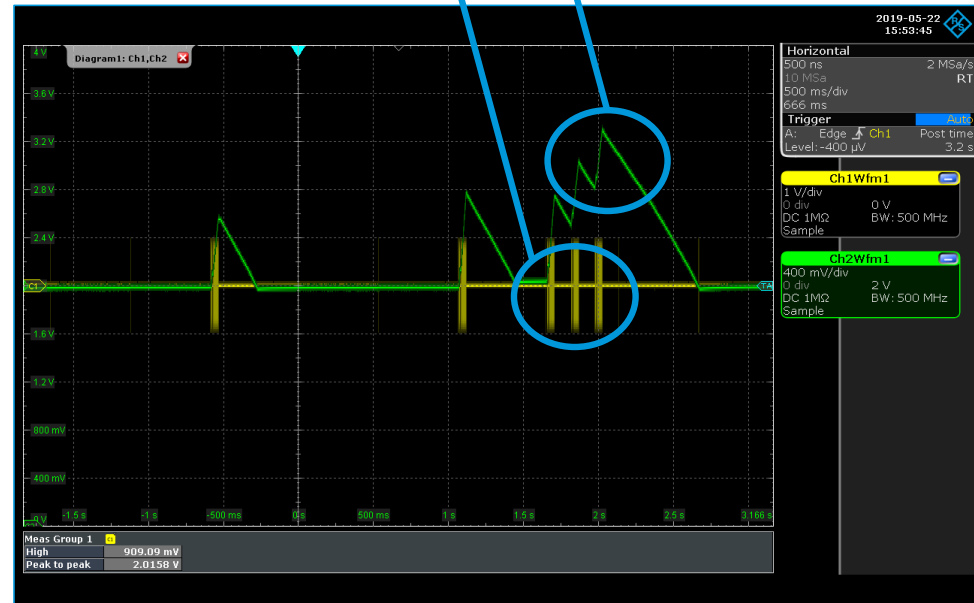 2019-05-22
15:53:45
R&S
Diagram1: Ch1,Ch2
4 V
3.6 V
3.2 V
2.8 V
2.4 V
C1
TA
1.6 V
1.2 V
800 mV
400 mV
0 V
-1.5 s -1 s -500 ms 0 s 500 ms 1 s 1.5 s 2 s 2.5 s 3.166 s
Horizontal
500 ns 2 MSa/s
10 MSa RT
500 ms/div
666 ms
Trigger Auto
A: Edge Ch1 Post time
Level:-400 µV 3.2 s
Ch1Wfm1
1 V/div
0 div 0 V
DC 1MΩ BW: 500 MHz
Sample
Ch2Wfm1
400 mV/div
0 div 2 V
DC 1MΩ BW: 500 MHz
Sample
Meas Group 1 C1
High 909.09 mV
Peak to peak 2.0158 V